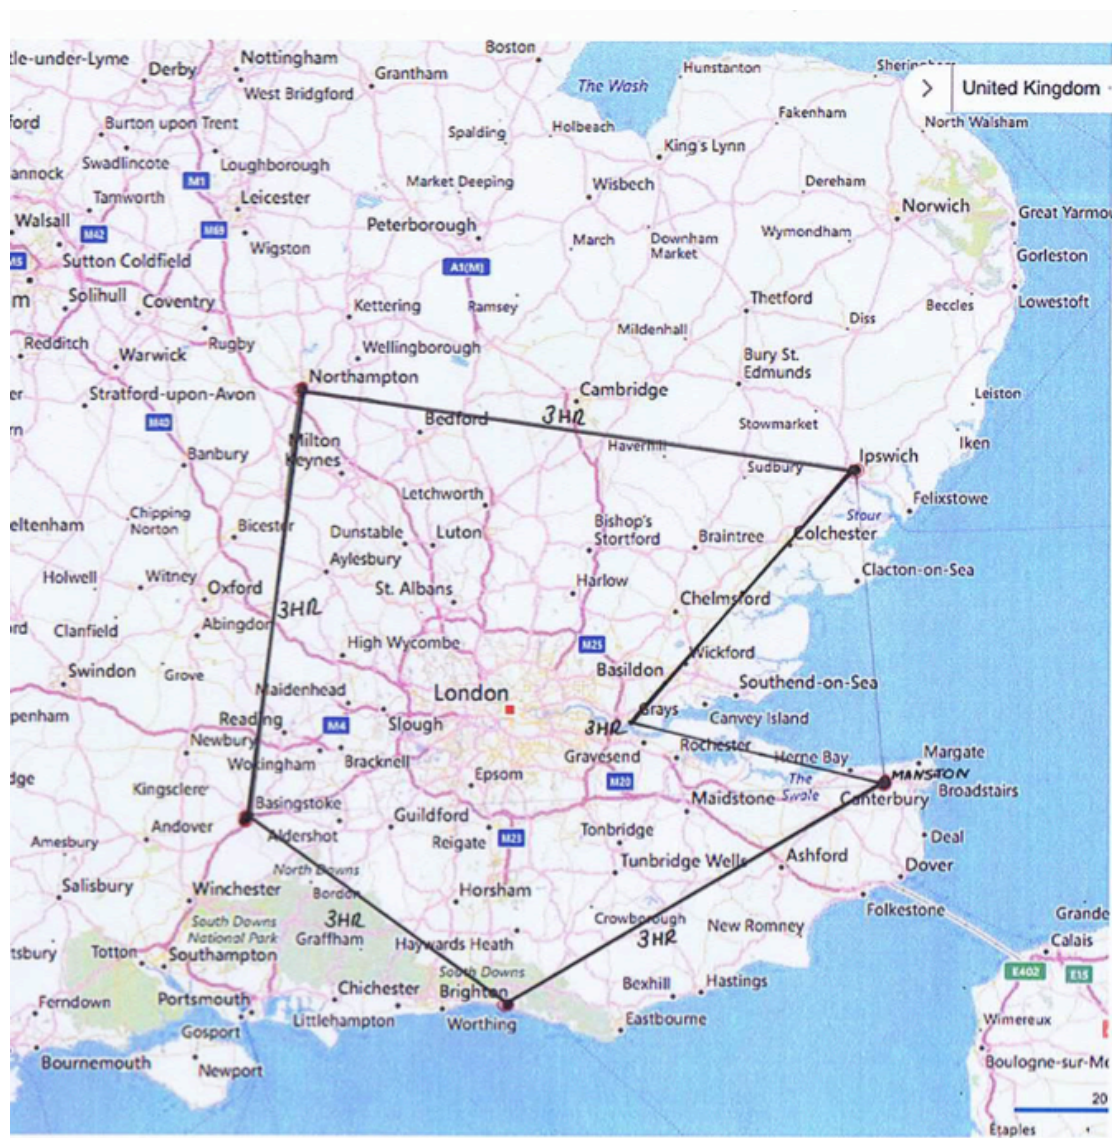 Boston
tle-under-Lyme
Nottingham
Derby
Grantham
The Wash
Hunstanton
Sheringham
United Kingdom
West Bridgford
Fakenham
ford
Burton upon Trent
Spalding
Holbeach
North Walsham
King's Lynn
Swadlincote
Loughborough
annock
M1
Market Deeping
Wisbech
Dereham
Tamworth
Leicester
Norwich
Great Yarmou
Walsall
M42
M69
Peterborough
March
Downham
Market
Wymondham
Wigston
Gorleston
M5
Sutton Coldfield
A1(M)
m
Solihull
Coventry
Kettering
Ramsey
Thetford
Beccles
Lowestoft
Diss
Mildenhall
Redditch
Rugby
Warwick
Wellingborough
Bury St.
Edmunds
Northampton
Cambridge
er
Stratford-upon-Avon
Leiston
3HR
Bedford
Stowmarket
M40
rn
Milton
Keynes
Haverhill
Iken
Banbury
Sudbury
Ipswich
Letchworth
Felixstowe
Chipping
Norton
eltenham
Bicester
Dunstable
Luton
Bishop's
Stortford
Stour
Braintree
Colchester
Aylesbury
Holwell
Witney
Oxford
St. Albans
Harlow
Clacton-on-Sea
3HR
Chelmsford
ord
Clanfield
Abingdon
High Wycombe
M25
Wickford
Swindon
Grove
Basildon
Maidenhead
London
Southend-on-Sea
penham
Reading
M4
Slough
Grays
Canvey Island
3HR
Newbury
Wokingham
Bracknell
Gravesend
Rochester
Herne Bay
Margate
dge
Kingsclere
Epsom
M20
The
Swale
MANSTON
Broadstairs
Basingstoke
Maidstone
Canterbury
Andover
Aldershot
Guildford
Reigate
M23
Tonbridge
Deal
Amesbury
Tunbridge Wells
Ashford
Dover
North Downs
Salisbury
Winchester
Bordon
Horsham
Folkestone
South Downs
National Park
3HR
Crowborough
New Romney
Grande
Graffham
Haywards Heath
3HR
Calais
tsbury
Totton
Southampton
South Downs
E402
E15
Ferndown
Portsmouth
Chichester
Brighton
Bexhill
Hastings
Gosport
Littlehampton
Worthing
Eastbourne
Wimereux
Bournemouth
Newport
Boulogne-sur-Me
20
Étaples